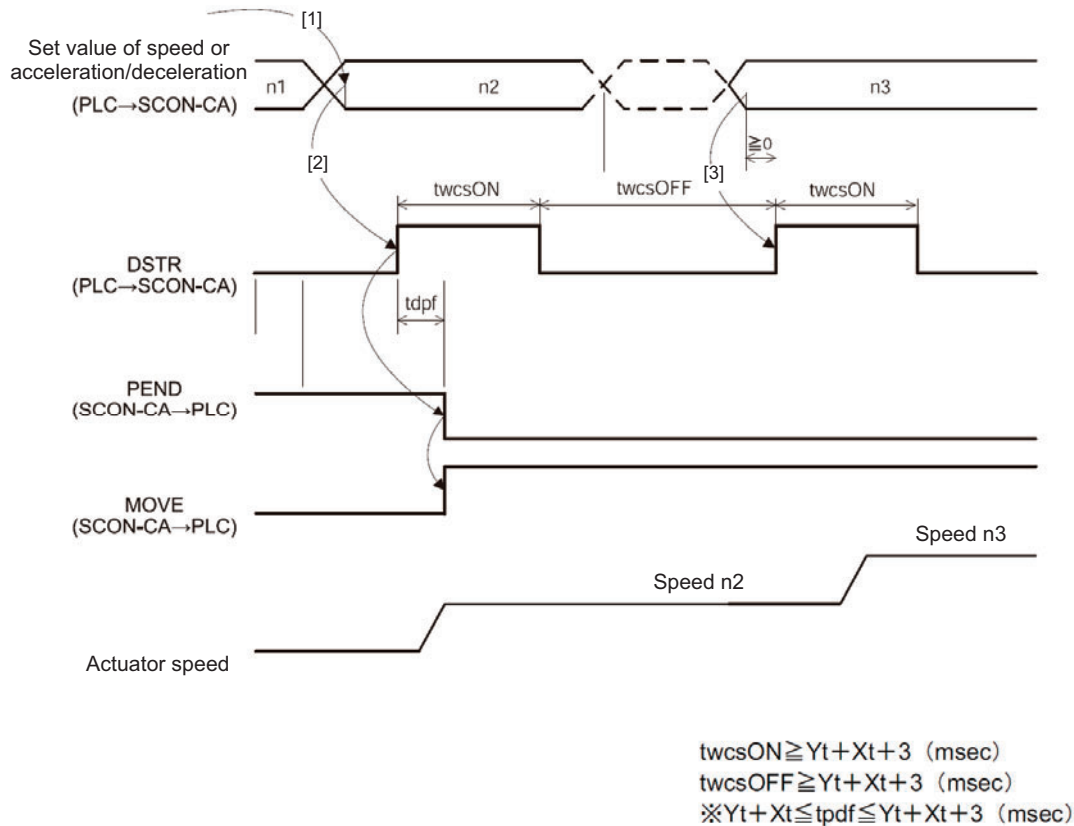 [1]
Set value of speed or
acceleration/deceleration
(PLC→SCON-CA)
n1
n2
n3
≧0
[2]
[3]
twcsON
twcsOFF
twcsON
DSTR
(PLC→SCON-CA)
tdpf
PEND
(SCON-CA→PLC)
MOVE
(SCON-CA→PLC)
Speed n3
Speed n2
Actuator speed
twcsON≧Yt+Xt+3 (msec)
twcsOFF≧Yt+Xt+3 (msec)
※Yt+Xt≦tpdf≦Yt+Xt+3 (msec)